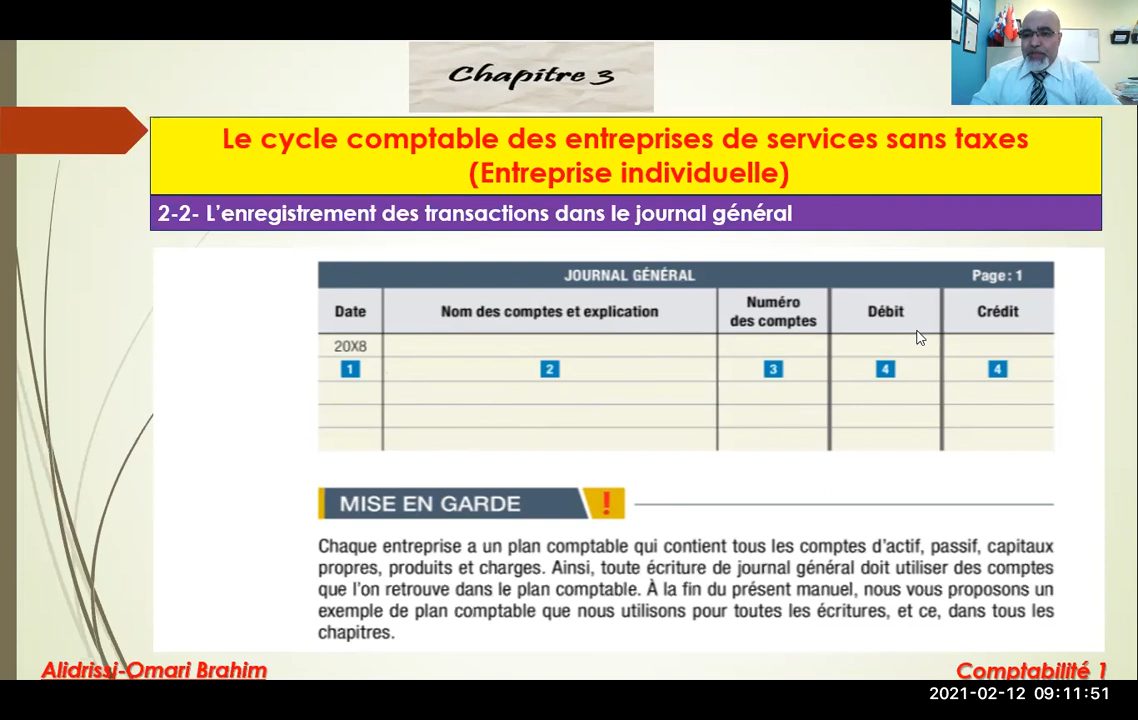 Chapitre 3
Le cycle comptable des entreprises de services sans taxes
(Entreprise individuelle)
2-2- L'enregistrement des transactions dans le journal général
JOURNAL GÉNÉRAL Page : 1
Date Nom des comptes et explication Numéro des comptes Débit Crédit
20X8
1 2 3 4 4
MISE EN GARDE !
Chaque entreprise a un plan comptable qui contient tous les comptes d'actif, passif, capitaux
propres, produits et charges. Ainsi, toute écriture de journal général doit utiliser des comptes
que l'on retrouve dans le plan comptable. À la fin du présent manuel, nous vous proposons un
exemple de plan comptable que nous utilisons pour toutes les écritures, et ce, dans tous les
chapitres.
Alidrissi-Omari Brahim Comptabilité 1
2021-02-12 09:11:51